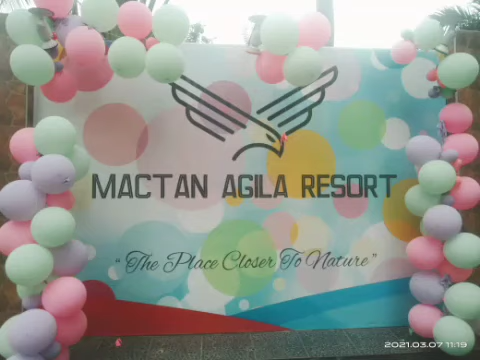 MACTAN AGILA RESORT
“The Place Closer To Nature”
2021.03.07 11:19